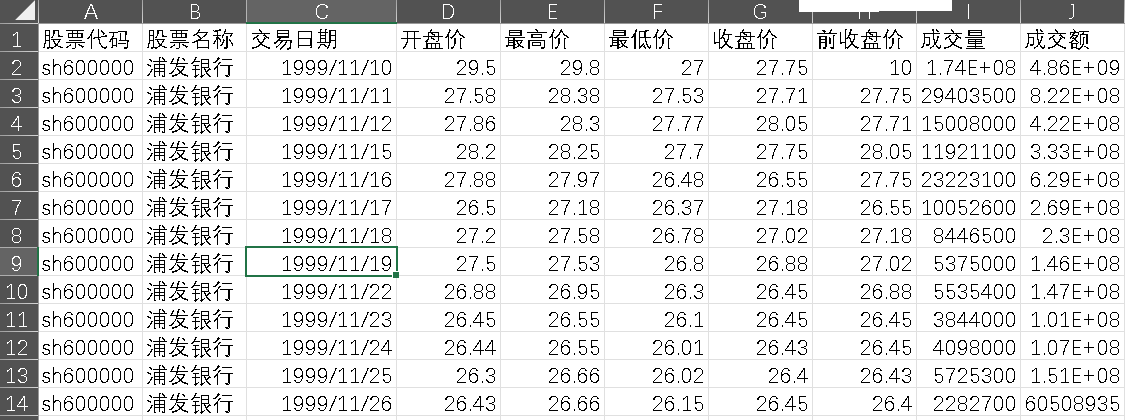 A B C D E F G H I J
1 股票代码 股票名称 交易日期 开盘价 最高价 最低价 收盘价 前收盘价 成交量 成交额
2 sh600000 浦发银行 1999/11/10 29.5 29.8 27 27.75 10 1.74E+08 4.86E+09
3 sh600000 浦发银行 1999/11/11 27.58 28.38 27.53 27.71 27.75 29403500 8.22E+08
4 sh600000 浦发银行 1999/11/12 27.86 28.3 27.77 28.05 27.71 15008000 4.22E+08
5 sh600000 浦发银行 1999/11/15 28.2 28.25 27.7 27.75 28.05 11921100 3.33E+08
6 sh600000 浦发银行 1999/11/16 27.88 27.97 26.48 26.55 27.75 23223100 6.29E+08
7 sh600000 浦发银行 1999/11/17 26.5 27.18 26.37 27.18 26.55 10052600 2.69E+08
8 sh600000 浦发银行 1999/11/18 27.2 27.58 26.78 27.02 27.18 8446500 2.3E+08
9 sh600000 浦发银行 1999/11/19 27.5 27.53 26.8 26.88 27.02 5375000 1.46E+08
10 sh600000 浦发银行 1999/11/22 26.88 26.95 26.3 26.45 26.88 5535400 1.47E+08
11 sh600000 浦发银行 1999/11/23 26.45 26.55 26.1 26.45 26.45 3844000 1.01E+08
12 sh600000 浦发银行 1999/11/24 26.44 26.55 26.01 26.43 26.45 4098000 1.07E+08
13 sh600000 浦发银行 1999/11/25 26.3 26.66 26.02 26.4 26.43 5725300 1.51E+08
14 sh600000 浦发银行 1999/11/26 26.43 26.66 26.15 26.45 26.4 2282700 60508935